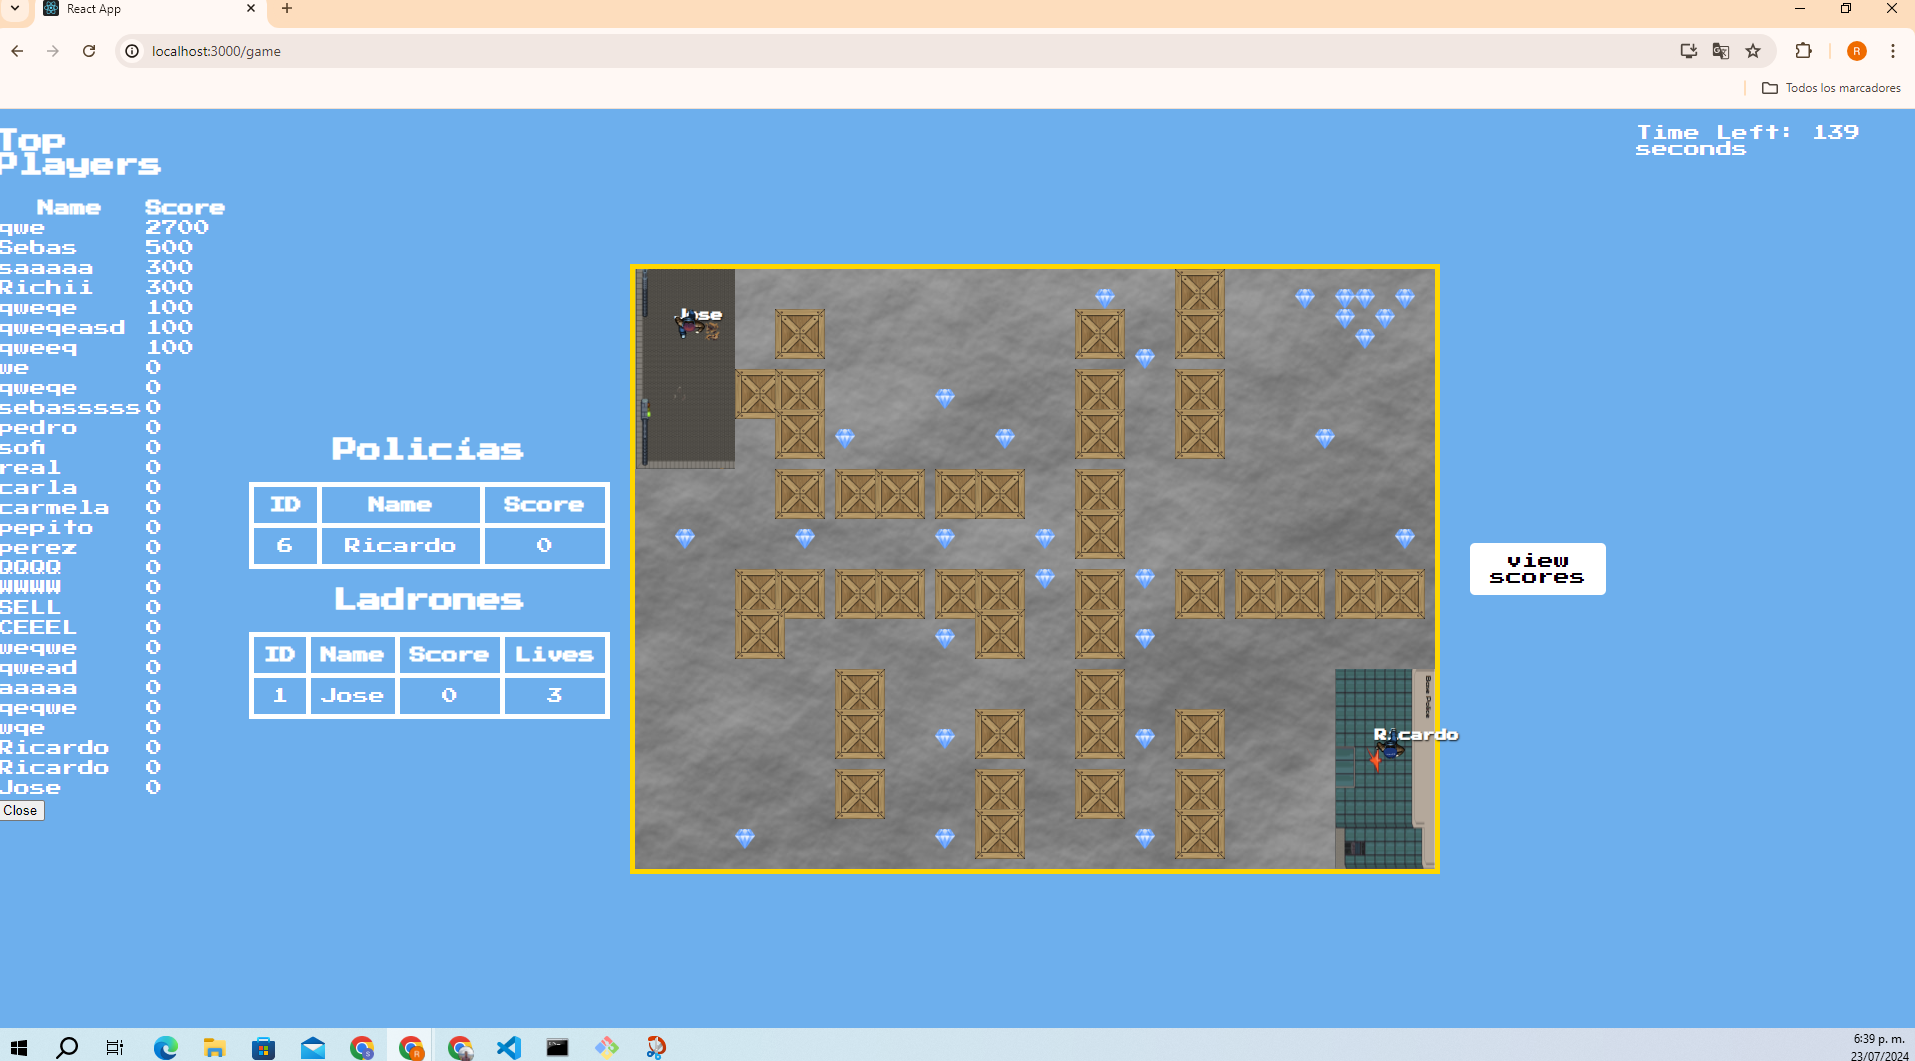 React App
localhost:3000/game
R
Todos los marcadores
Top
Players
Time Left: 139
seconds
Name Score
qwe 2700
Sebas 500
saaaaa 300
Richii 300
qweqe 100
qweqeasd 100
qweeq 100
we 0
qweqe 0
sebasssss 0
pedro 0
sofi 0
real 0
carla 0
carmela 0
pepito 0
perez 0
QQQQ 0
WWWW 0
SELL 0
CEEEL 0
weqwe 0
qwead 0
aaaaa 0
qeqwe 0
wqe 0
Ricardo 0
Ricardo 0
Jose 0
Close
Policías
ID Name Score
6 Ricardo 0
Ladrones
ID Name Score Lives
1 Jose 0 3
Jose
Base Police
Ricardo
view
scores
6:39 p. m.
23/07/2024